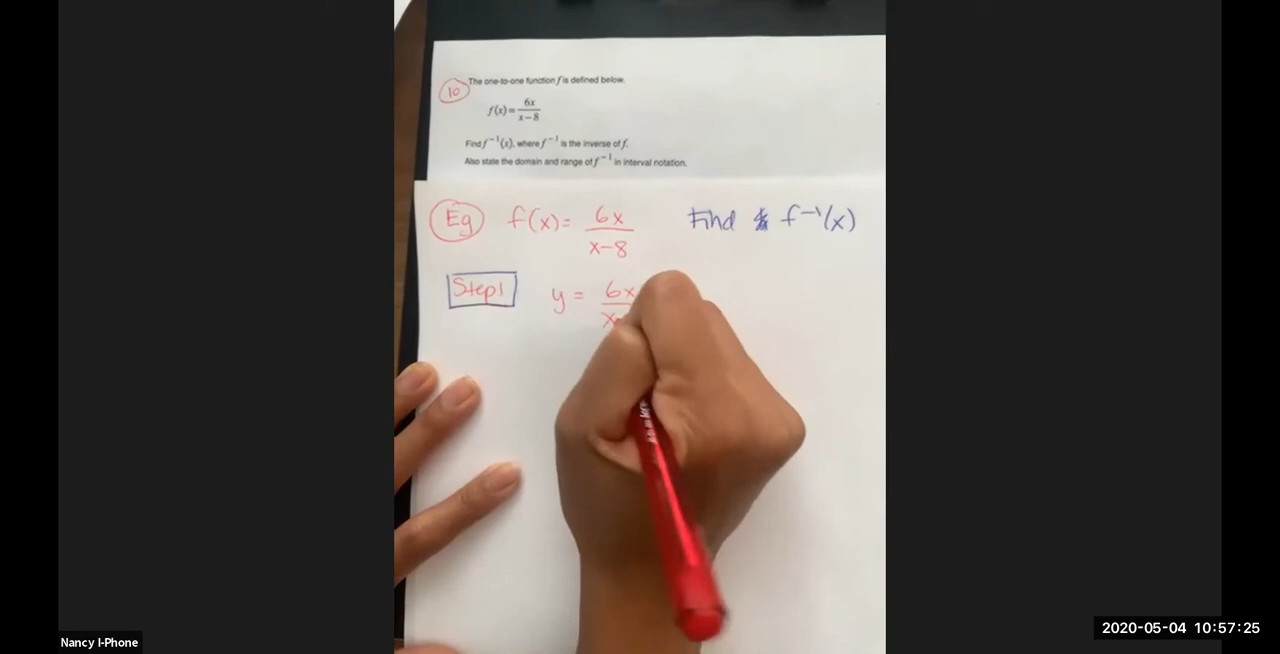 10 The one-to-one function f is defined below.
f(x) = 6x / x-8
Find f⁻¹(x), where f⁻¹ is the inverse of f.
Also state the domain and range of f⁻¹ in interval notation.
Eg f(x) = 6x / x-8 Find f⁻¹(x)
Step1 y = 6x / x
Nancy I-Phone
2020-05-04 10:57:25